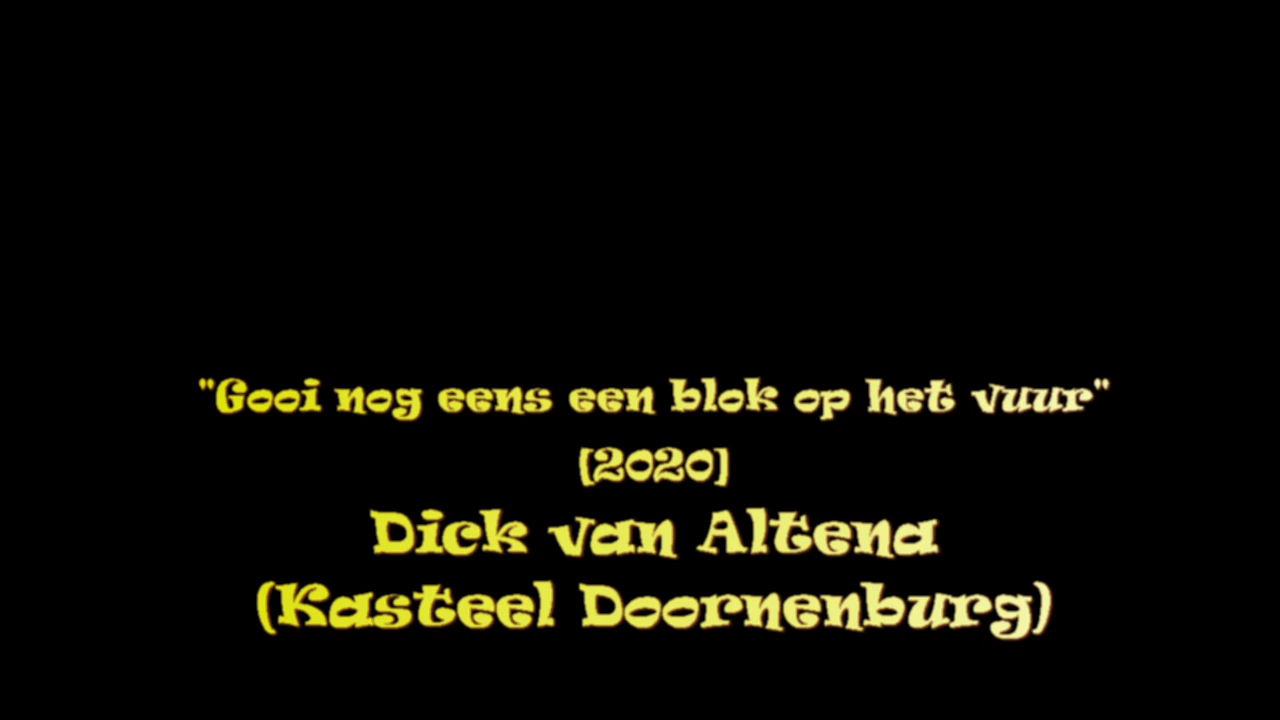 "Gooi nog eens een blok op het vuur"
[2020]
Dick van Altena
(Kasteel Doornenburg)